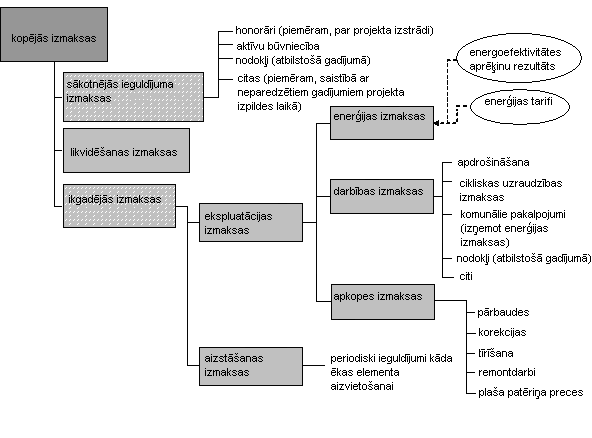 kopējās izmaksas
sākotnējās ieguldījuma
izmaksas
honorāri (piemēram, par projekta izstrādi)
aktīvu būvniecība
nodokļi (atbilstošā gadījumā)
citas (piemēram, saistībā ar
neparedzētiem gadījumiem projekta
izpildes laikā)
likvidēšanas izmaksas
ikgadējās izmaksas
ekspluatācijas
izmaksas
enerģijas izmaksas
energoefektivitātes
aprēķinu rezultāts
enerģijas tarifi
darbības izmaksas
apdrošināšana
cikliskas uzraudzības
izmaksas
komunālie pakalpojumi
(izņemot enerģijas
izmaksas)
nodokļi (atbilstošā gadījumā)
citi
apkopes izmaksas
pārbaudes
korekcijas
tīrīšana
remontdarbi
plaša patēriņa preces
aizstāšanas
izmaksas
periodiski ieguldījumi kāda
ēkas elementa
aizvietošanai